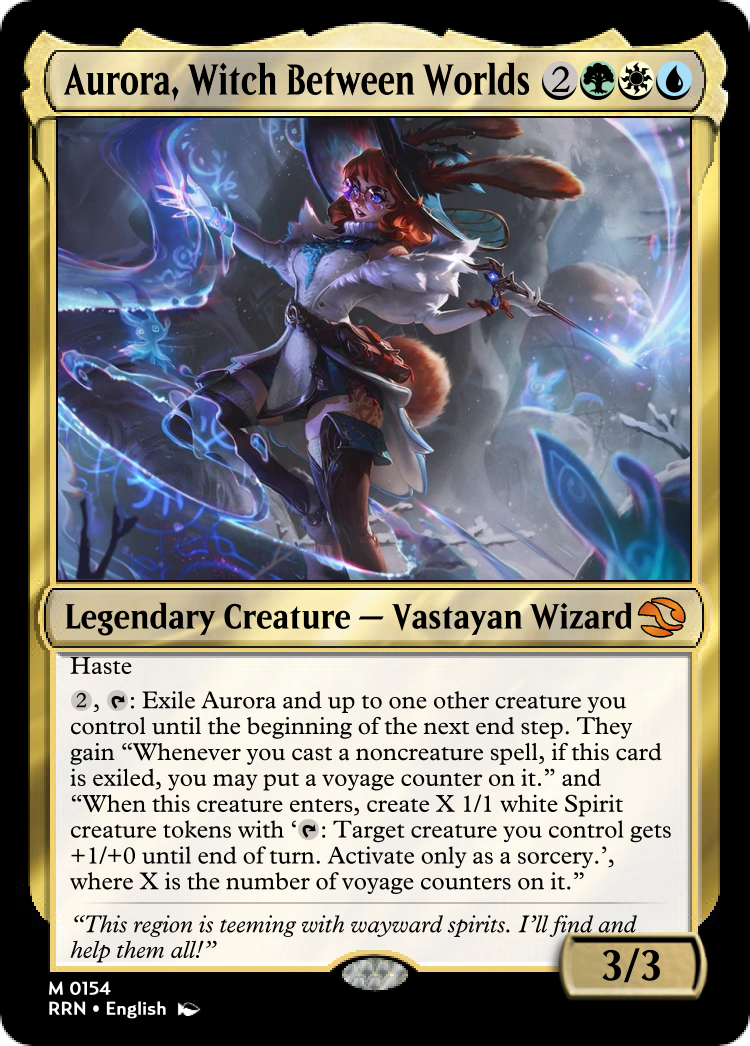 Aurora, Witch Between Worlds 2
Legendary Creature — Vastayan Wizard
Haste
2, : Exile Aurora and up to one other creature you
control until the beginning of the next end step. They
gain “Whenever you cast a noncreature spell, if this card
is exiled, you may put a voyage counter on it.” and
“When this creature enters, create X 1/1 white Spirit
creature tokens with ‘: Target creature you control gets
+1/+0 until end of turn. Activate only as a sorcery.’,
where X is the number of voyage counters on it.”
“This region is teeming with wayward spirits. I’ll find and
help them all!”
3/3
M 0154
RRN • English